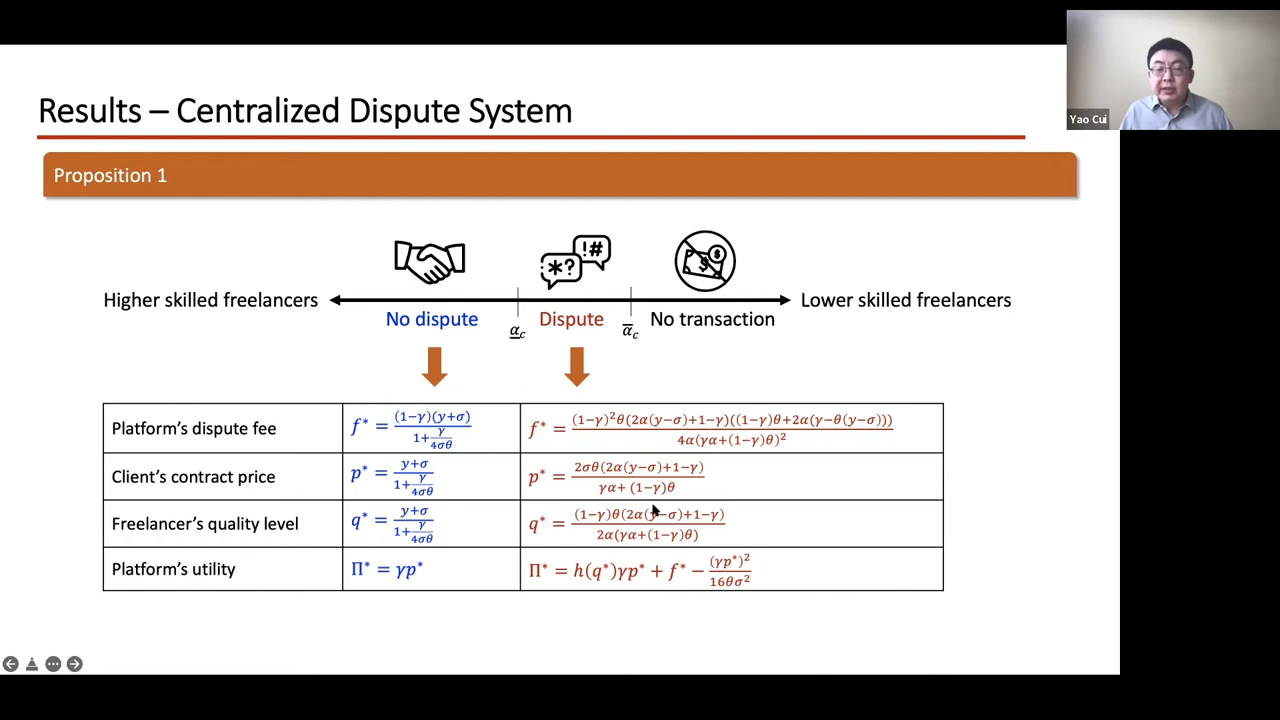 Yao Cui
Results – Centralized Dispute System
Proposition 1
*? !#
$ $
Higher skilled freelancers
Lower skilled freelancers
No dispute
α̲_c
Dispute
ᾱ_c
No transaction
Platform's dispute fee
f* = (1−γ)(y+σ) / (1+γ/(4σθ))
f* = (1−γ)²θ(2α(y−σ)+1−γ)((1−γ)θ+2α(γ−θ(y−σ))) / 4α(γα+(1−γ)θ)²
Client's contract price
p* = (y+σ) / (1+γ/(4σθ))
p* = 2σθ(2α(y−σ)+1−γ) / (γα+ (1−γ)θ)
Freelancer's quality level
q* = (y+σ) / (1+γ/(4σθ))
q* = (1−γ)θ(2α(y−σ)+1−γ) / 2α(γα+(1−γ)θ)
Platform's utility
Π* = γp*
Π* = h(q*)γp* + f* − (γp*)² / 16θσ²